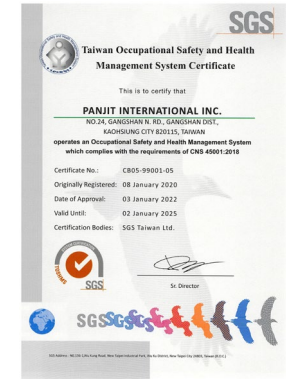 SGS
Taiwan Occupational Safety and Health
Management System Certificate
This is to certify that
PANJIT INTERNATIONAL INC.
NO.24, GANGSHAN N. RD., GANGSHAN DIST.,
KAOHSIUNG CITY 820115, TAIWAN
operates an Occupational Safety and Health Management System
which complies with the requirements of CNS 45001:2018
Certificate No.: CB05-99001-05
Originally Registered: 08 January 2020
Date of Approval: 03 January 2022
Valid Until: 02 January 2025
Certification Bodies: SGS Taiwan Ltd.
SGS
Sr. Director
SGSSGSSGS